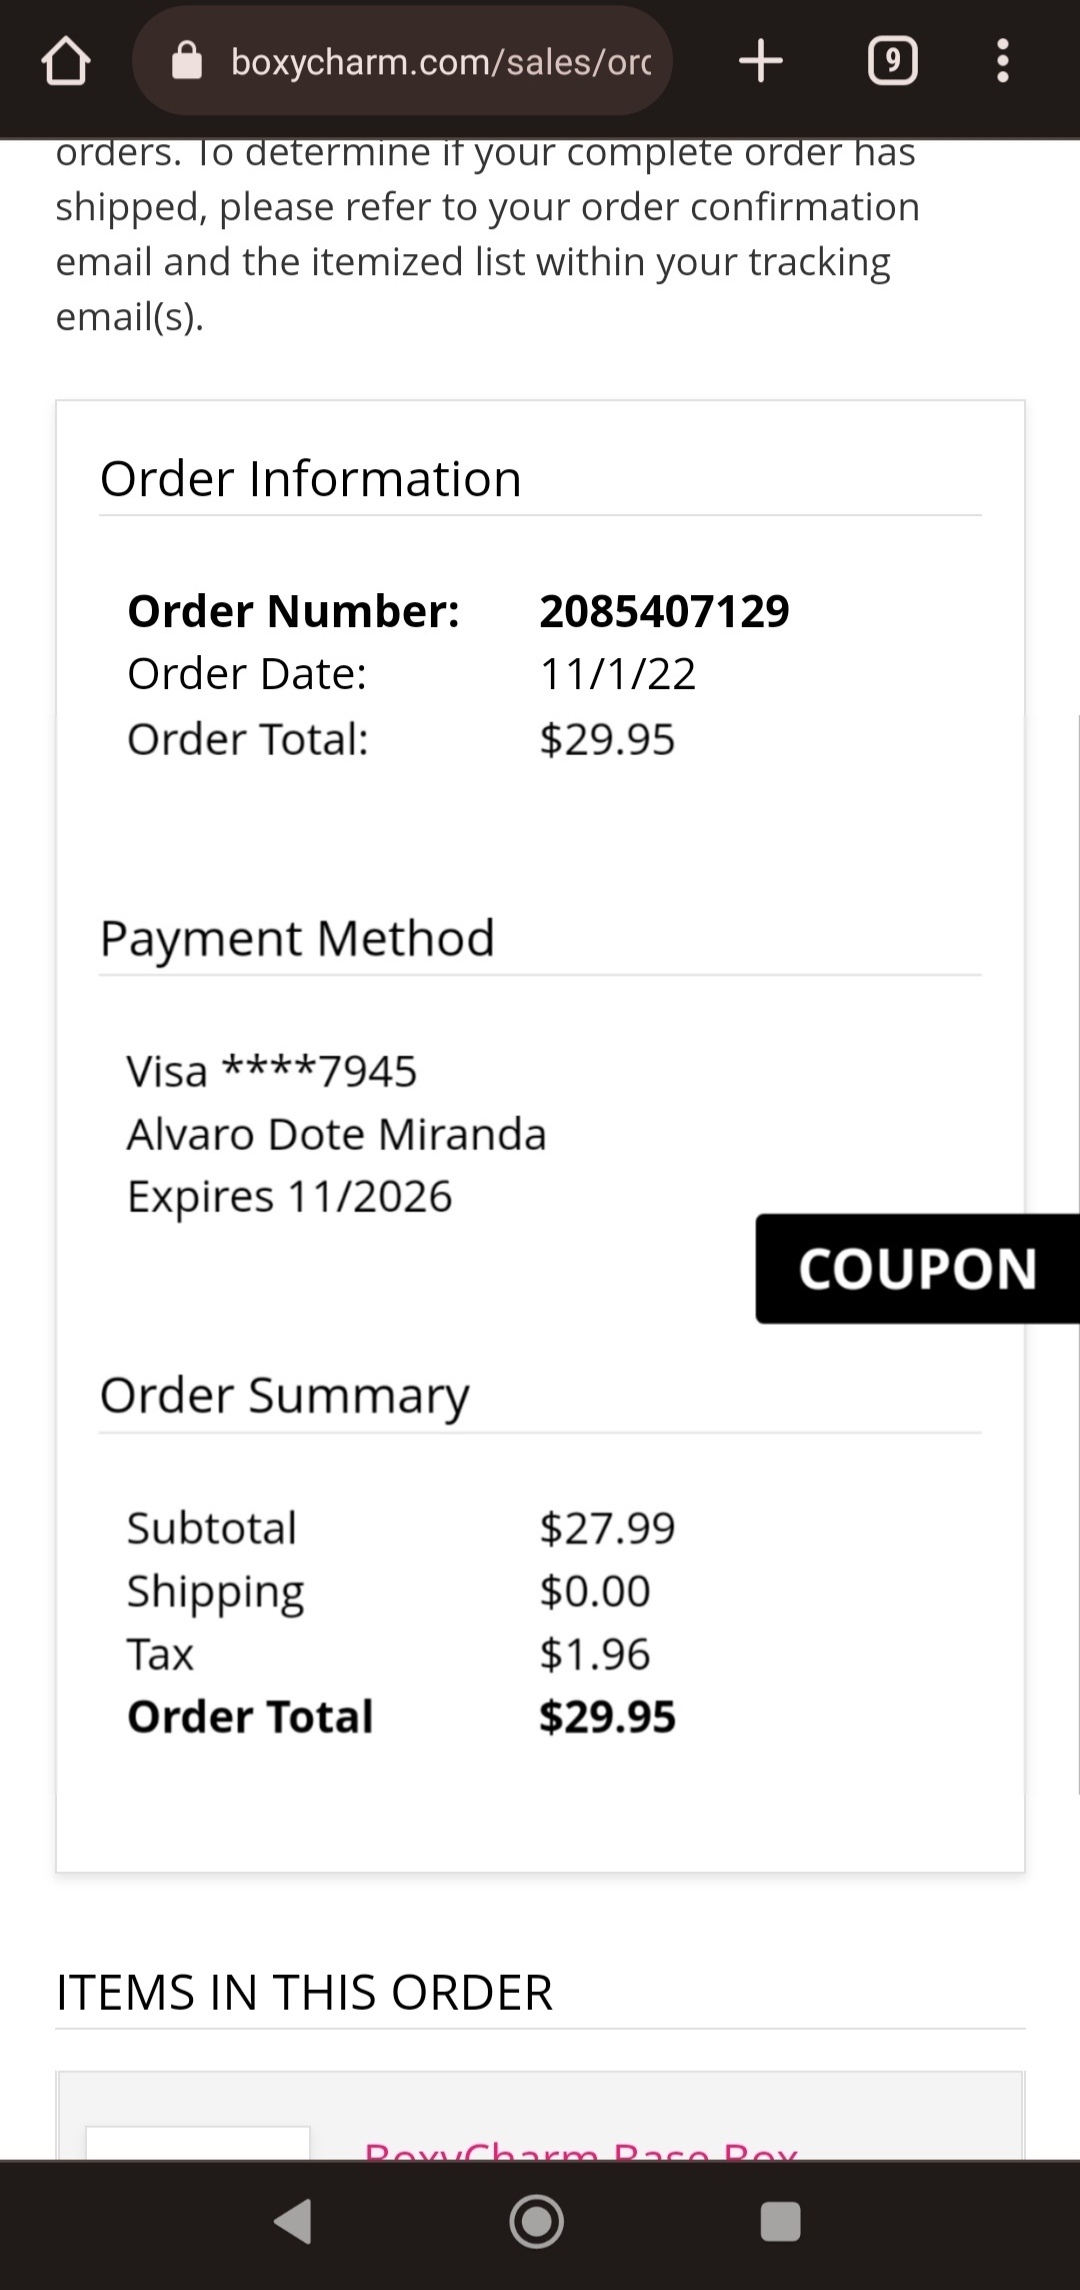 boxycharm.com/sales/orc
9
orders. To determine if your complete order has
shipped, please refer to your order confirmation
email and the itemized list within your tracking
email(s).
Order Information
Order Number: 2085407129
Order Date: 11/1/22
Order Total: $29.95
Payment Method
Visa ****7945
Alvaro Dote Miranda
Expires 11/2026
COUPON
Order Summary
Subtotal $27.99
Shipping $0.00
Tax $1.96
Order Total $29.95
ITEMS IN THIS ORDER
BoxyCharm Base Box